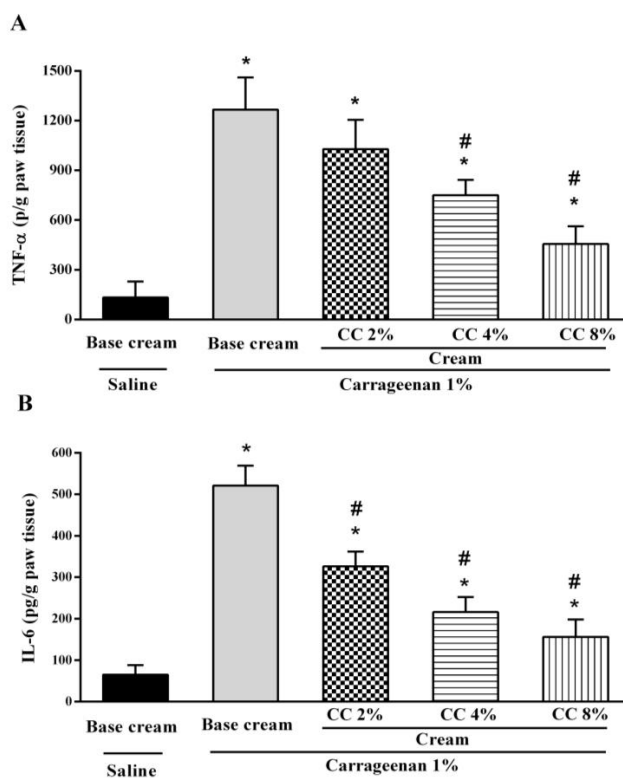 A
*
*
#
*
#
*
1500
1200
900
600
300
0
TNF-α (p/g paw tissue)
Base cream Base cream CC 2% CC 4% CC 8%
Cream
Saline Carrageenan 1%
B
*
#
*
#
*
#
*
600
500
400
300
200
100
0
IL-6 (pg/g paw tissue)
Base cream Base cream CC 2% CC 4% CC 8%
Cream
Saline Carrageenan 1%